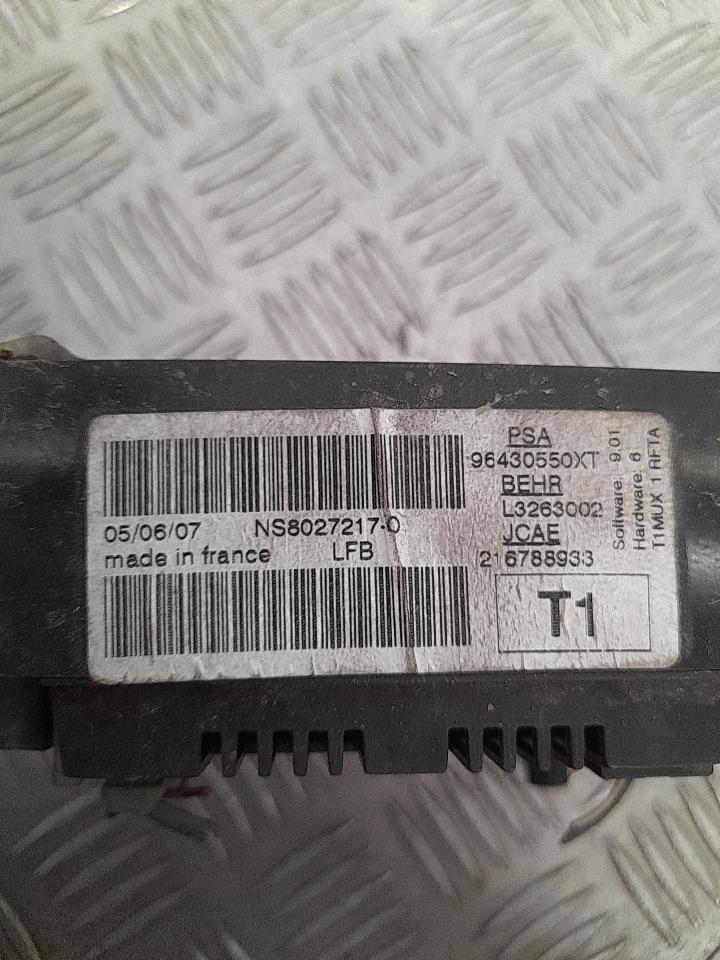 05/06/07 NS8027217-0
made in france LFB
PSA
96430550XT
BEHR
L3263002
JCAE
216788933
T1
Software: 9.01
Hardware: 6
T1MUX 1 RFTA